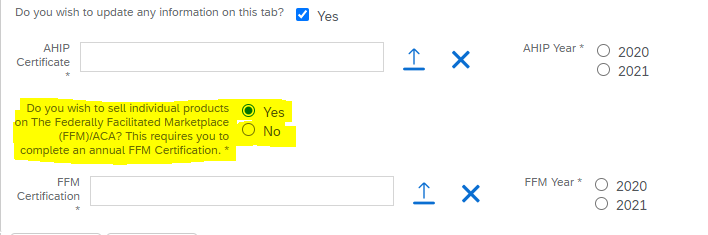 Do you wish to update any information on this tab? Yes
AHIP Certificate *
AHIP Year * 2020
2021
Do you wish to sell individual products
on The Federally Facilitated Marketplace
(FFM)/ACA? This requires you to
complete an annual FFM Certification. *
Yes
No
FFM
Certification
*
FFM Year * 2020
2021